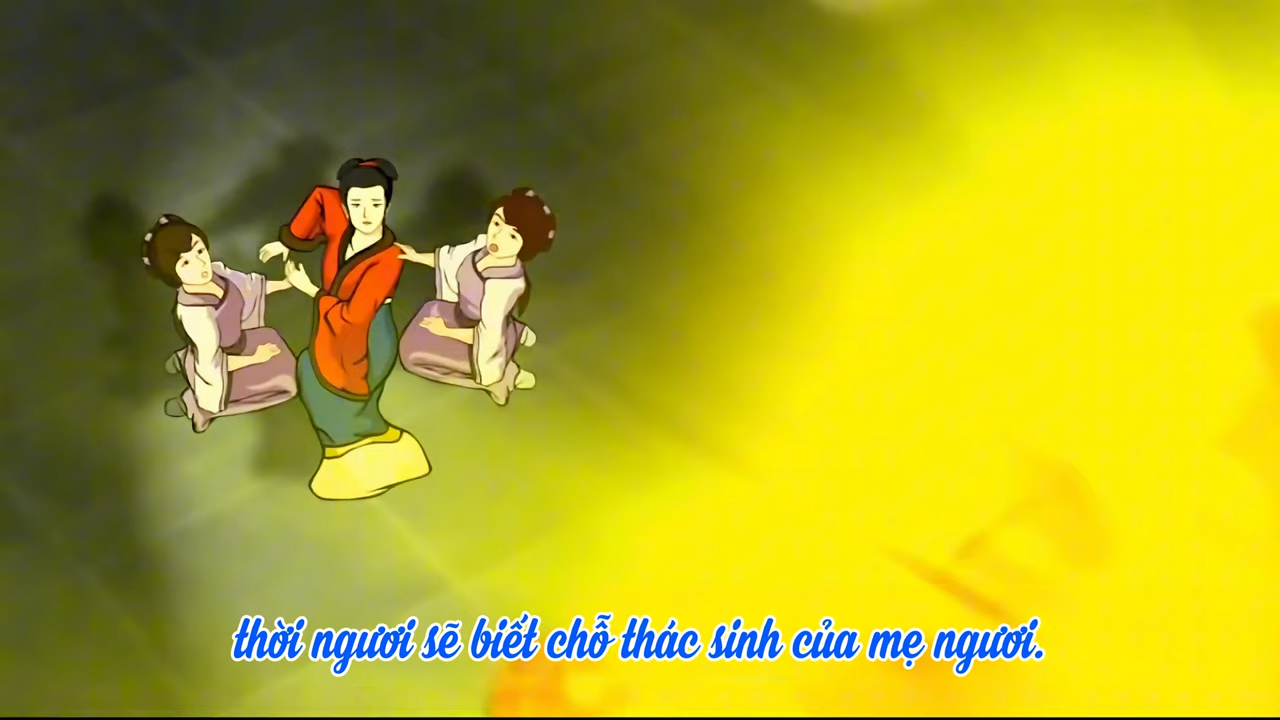 thời ngươi sẽ biết chỗ thác sinh của mẹ ngươi.